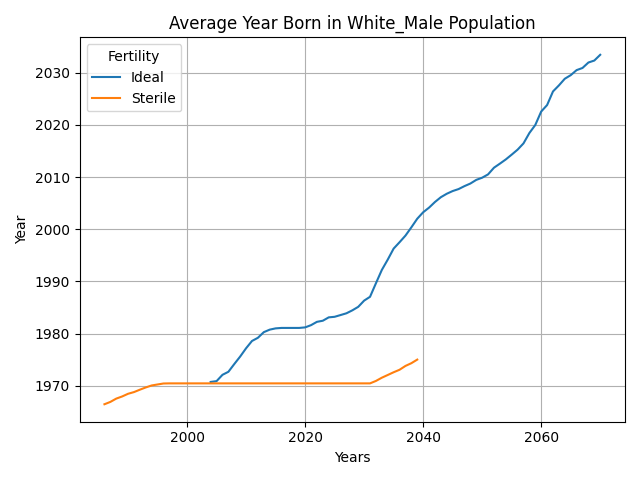 Average Year Born in White_Male Population
Fertility
Ideal
Sterile
2030
2020
2010
2000
1990
1980
1970
Year
2000
2020
2040
2060
Years